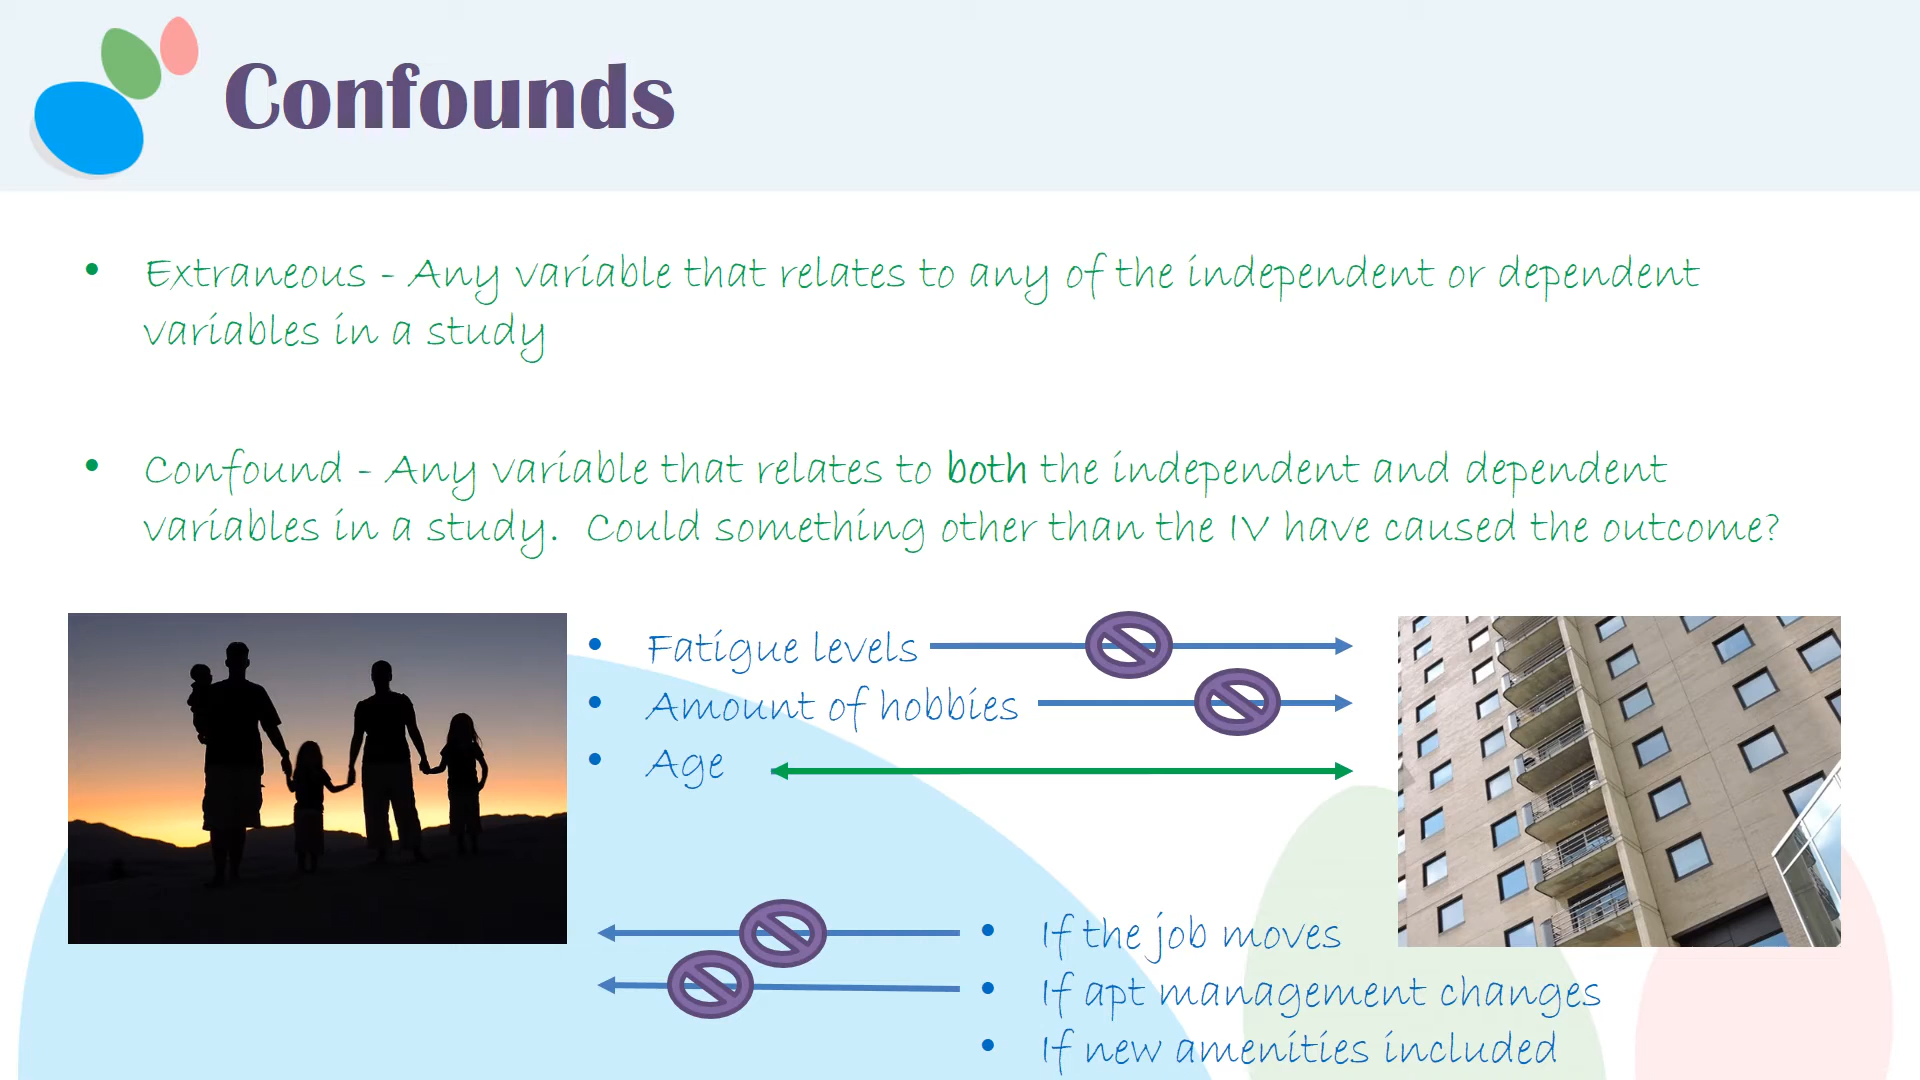 Confounds
• Extraneous - Any variable that relates to any of the independent or dependent
variables in a study
• Confound - Any variable that relates to both the independent and dependent
variables in a study.  Could something other than the IV have caused the outcome?
• Fatigue levels
• Amount of hobbies
• Age
• If the job moves
• If apt management changes
• If new amenities included